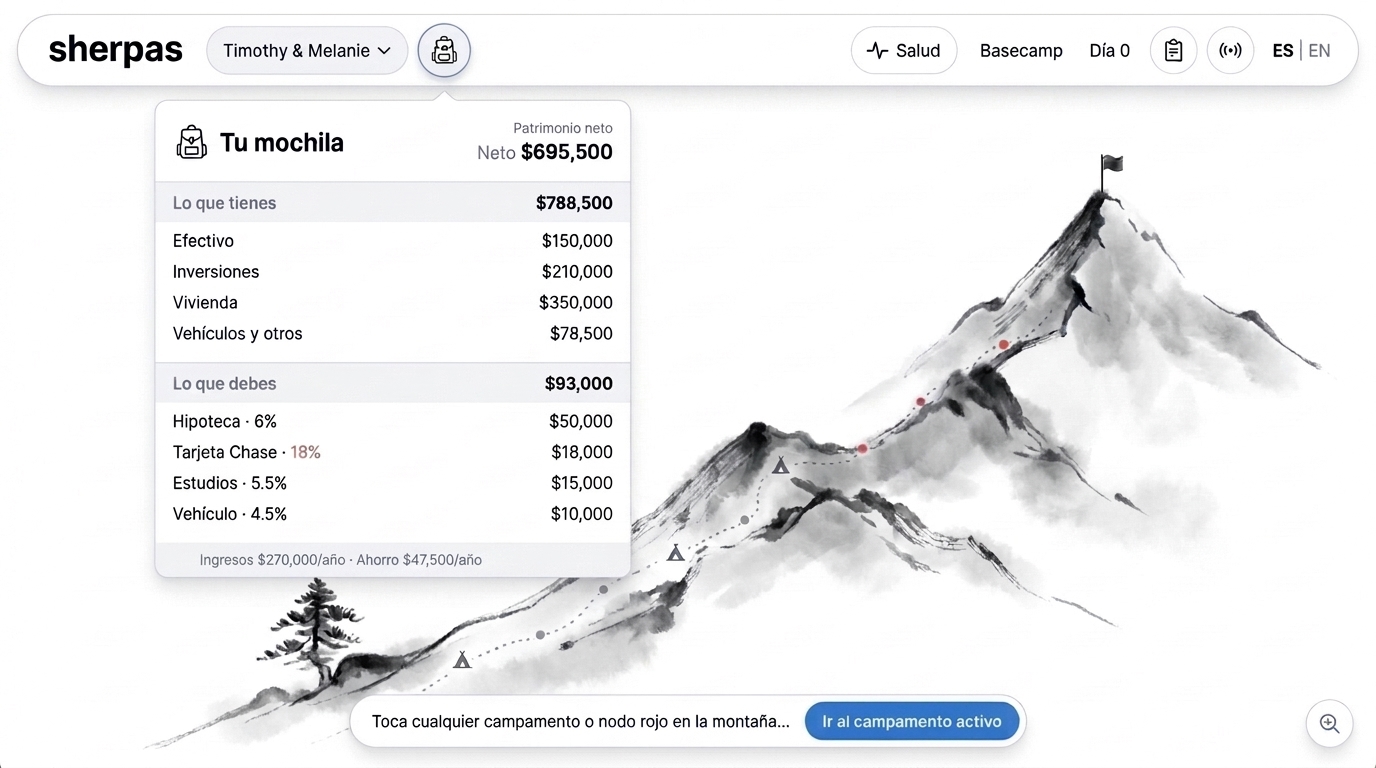 sherpas
Timothy & Melanie
Salud
Basecamp
Día 0
ES | EN
Tu mochila
Patrimonio neto
Neto $695,500
Lo que tienes $788,500
Efectivo $150,000
Inversiones $210,000
Vivienda $350,000
Vehículos y otros $78,500
Lo que debes $93,000
Hipoteca · 6% $50,000
Tarjeta Chase · 18% $18,000
Estudios · 5.5% $15,000
Vehículo · 4.5% $10,000
Ingresos $270,000/año · Ahorro $47,500/año
Toca cualquier campamento o nodo rojo en la montaña...
Ir al campamento activo